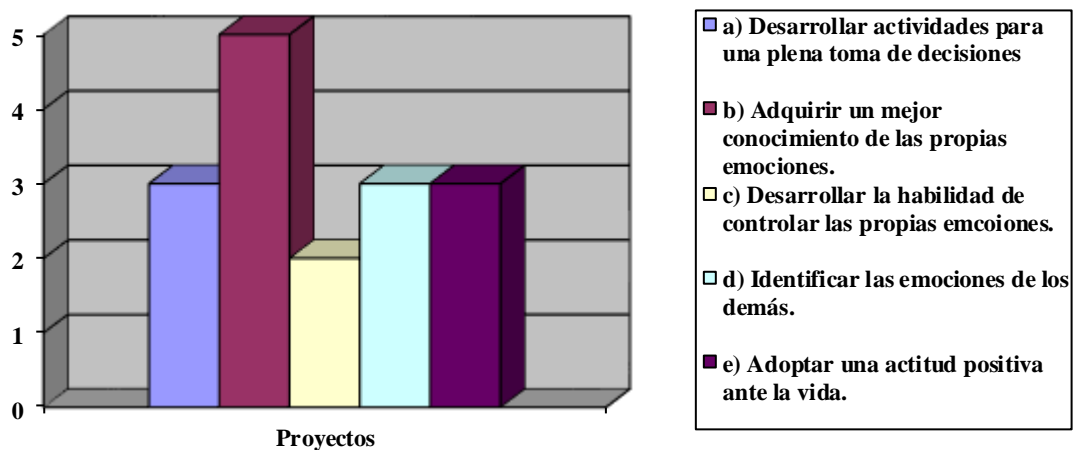 5
4
3
2
1
0
Proyectos
a) Desarrollar actividades para
una plena toma de decisiones
b) Adquirir un mejor
conocimiento de las propias
emociones.
c) Desarrollar la habilidad de
controlar las propias emcoiones.
d) Identificar las emociones de los
demás.
e) Adoptar una actitud positiva
ante la vida.